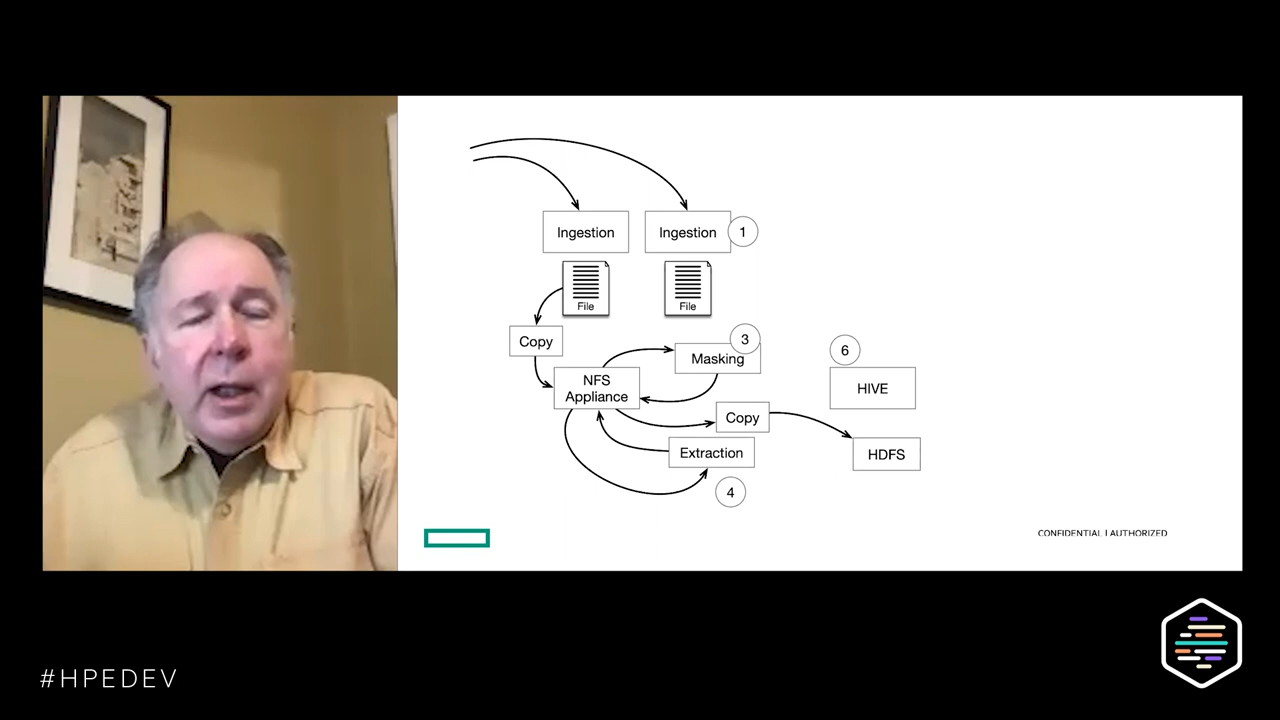 Ingestion
Ingestion
1
File
File
Copy
3
Masking
6
NFS
Appliance
HIVE
Copy
Extraction
HDFS
4
CONFIDENTIAL | AUTHORIZED
#HPEDEV